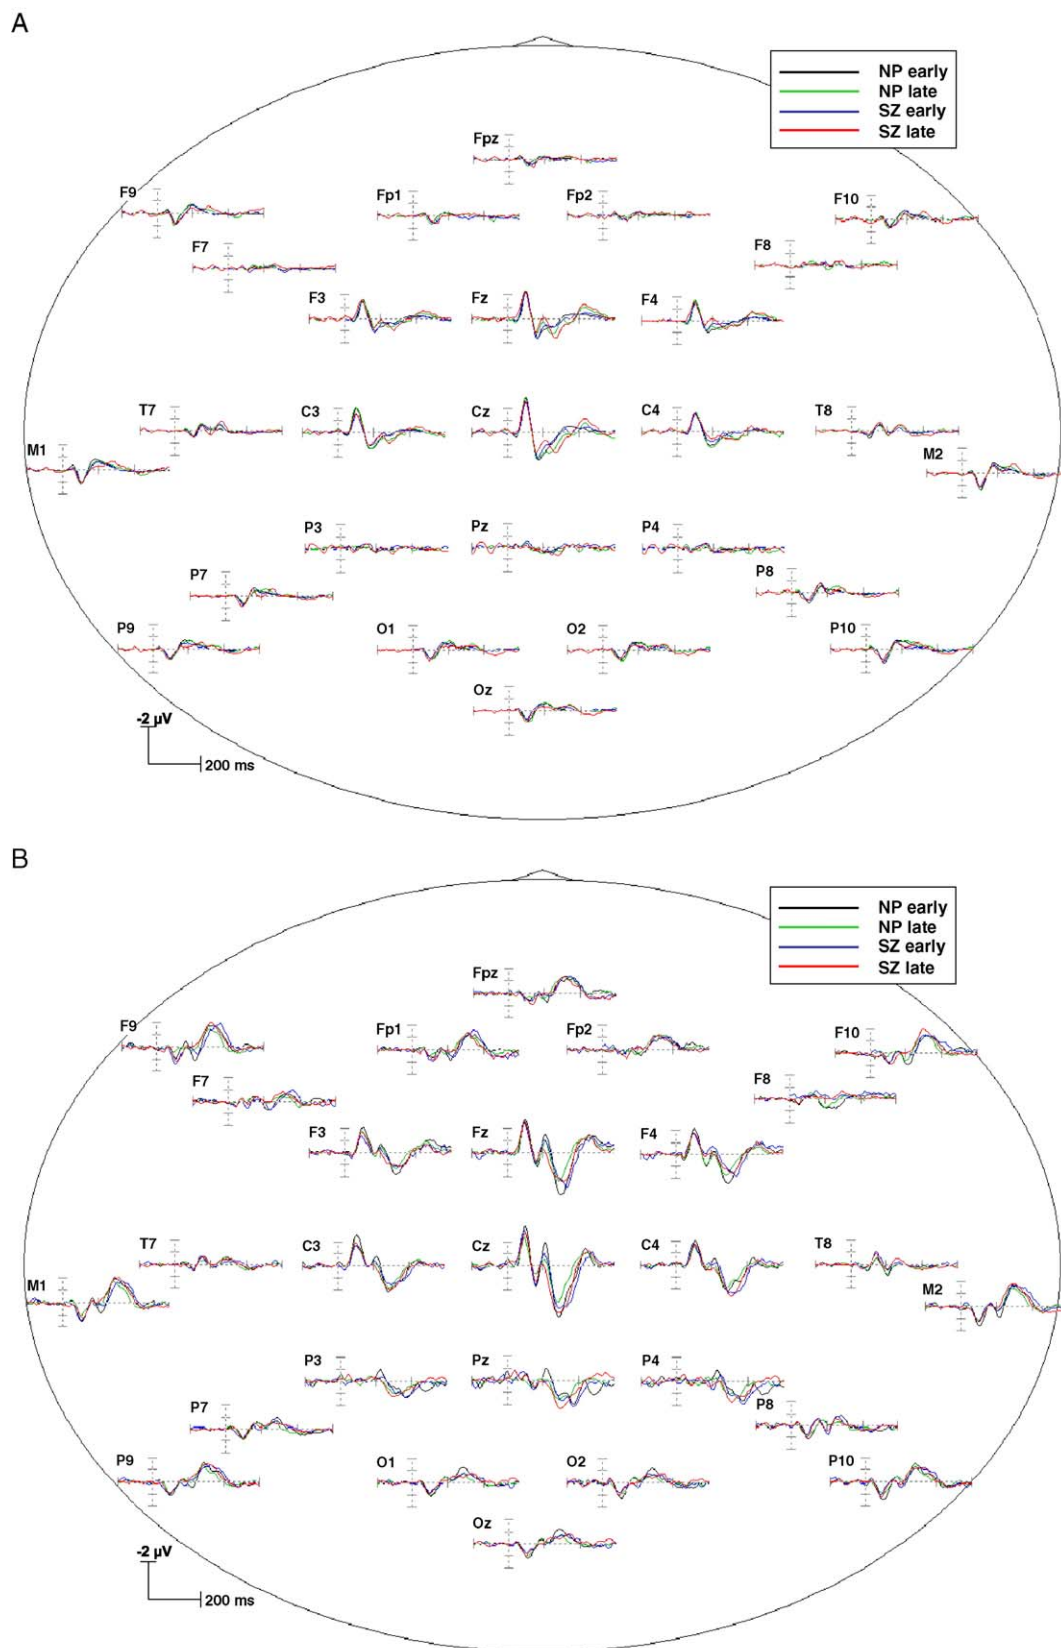 A
NP early
NP late
SZ early
SZ late
Fpz
F9
Fp1
Fp2
F10
F7
F8
F3
Fz
F4
T7
C3
Cz
C4
T8
M1
M2
P3
Pz
P4
P7
P8
P9
O1
O2
P10
Oz
-2 µV
200 ms
B
NP early
NP late
SZ early
SZ late
Fpz
F9
Fp1
Fp2
F10
F7
F8
F3
Fz
F4
T7
C3
Cz
C4
T8
M1
M2
P3
Pz
P4
P7
P8
P9
O1
O2
P10
Oz
-2 µV
200 ms